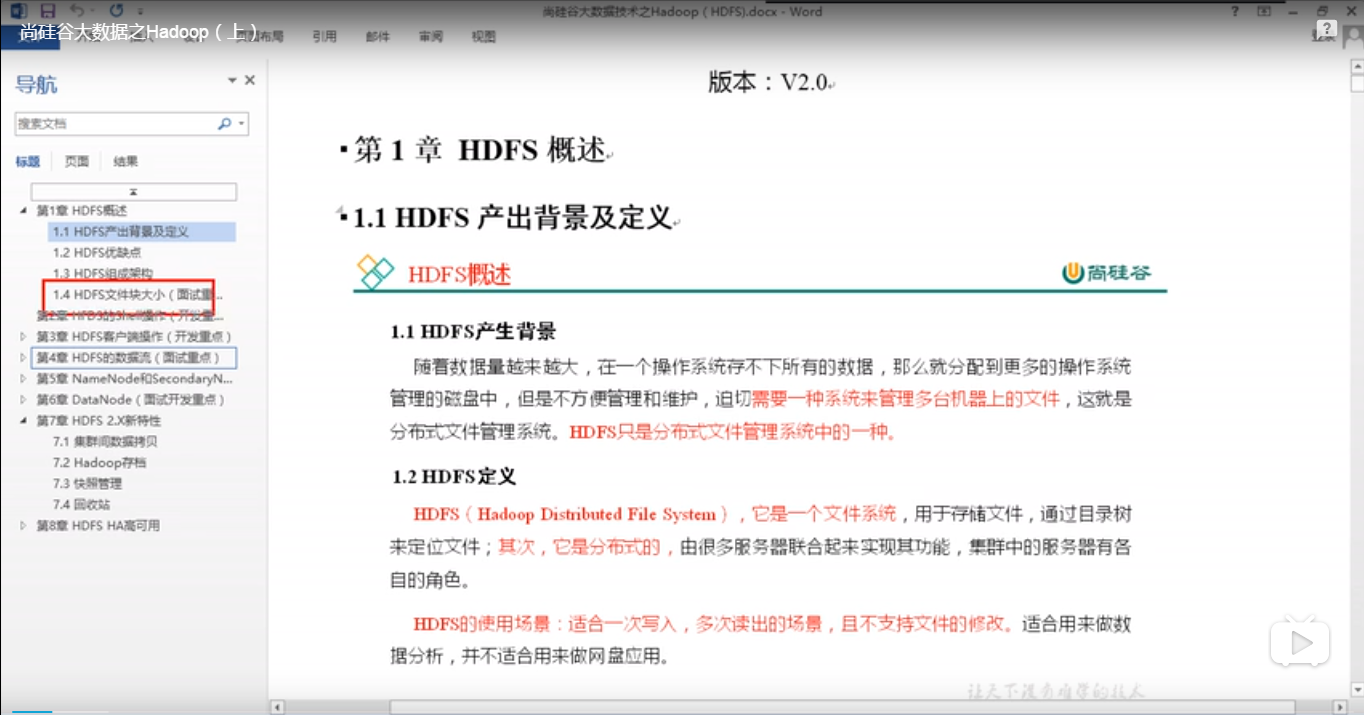 尚硅谷大数据技术之Hadoop（HDFS).docx - Word
尚硅谷大数据之Hadoop（上）
引用 邮件 审阅 视图
导航
搜索文档
标题 页面 结果
第1章 HDFS概述
1.1 HDFS产出背景及定义
1.2 HDFS优缺点
1.3 HDFS组成架构
1.4 HDFS文件块大小（面试重...
第2章 HFDS的Shell操作（开发重...
第3章 HDFS客户端操作（开发重点）
第4章 HDFS的数据流（面试重点）
第5章 NameNode和SecondaryN...
第6章 DataNode（面试开发重点）
第7章 HDFS 2.X新特性
7.1 集群间数据拷贝
7.2 Hadoop存档
7.3 快照管理
7.4 回收站
第8章 HDFS HA高可用
版本：V2.0
第 1 章 HDFS 概述
1.1 HDFS 产出背景及定义
HDFS概述
尚硅谷
1.1 HDFS产生背景
随着数据量越来越大，在一个操作系统存不下所有的数据，那么就分配到更多的操作系统
管理的磁盘中，但是不方便管理和维护，迫切需要一种系统来管理多台机器上的文件，这就是
分布式文件管理系统。HDFS只是分布式文件管理系统中的一种。
1.2 HDFS定义
HDFS（Hadoop Distributed File System），它是一个文件系统，用于存储文件，通过目录树
来定位文件；其次，它是分布式的，由很多服务器联合起来实现其功能，集群中的服务器有各
自的角色。
HDFS的使用场景：适合一次写入，多次读出的场景，且不支持文件的修改。适合用来做数
据分析，并不适合用来做网盘应用。
让天下没有难学的技术